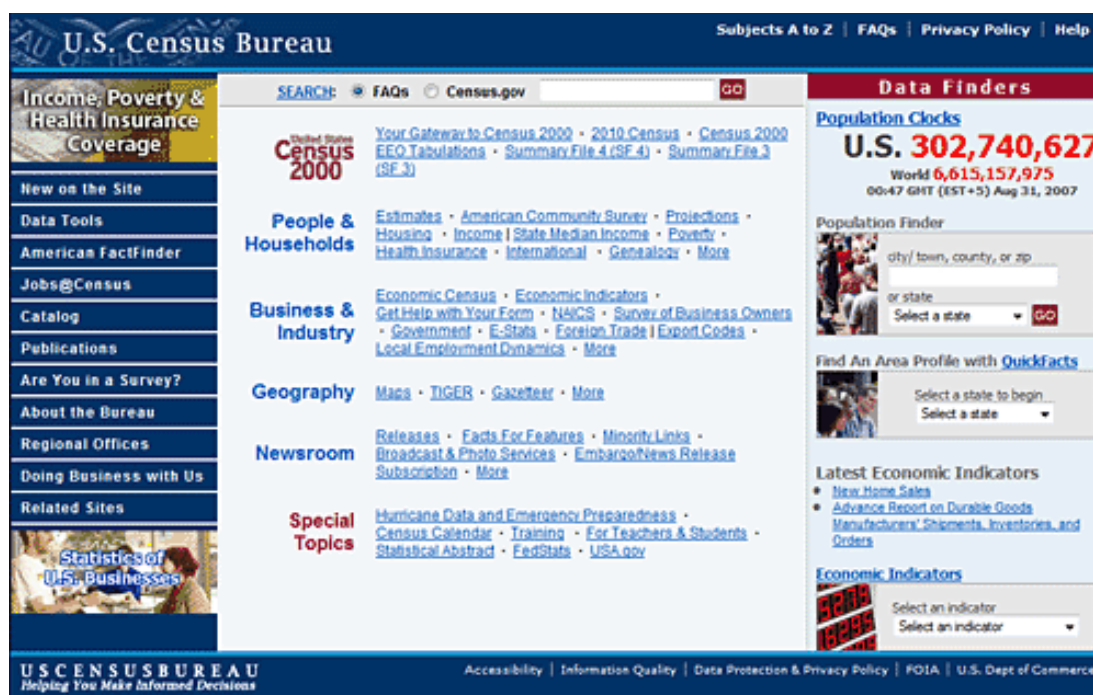 U.S. Census Bureau
Subjects A to Z | FAQs | Privacy Policy | Help
Income, Poverty &
Health Insurance
Coverage
New on the Site
Data Tools
American FactFinder
Jobs@Census
Catalog
Publications
Are You in a Survey?
About the Bureau
Regional Offices
Doing Business with Us
Related Sites
Statistics of
U.S. Businesses
SEARCH: FAQs Census.gov GO
United States
Census
2000
Your Gateway to Census 2000 · 2010 Census · Census 2000
EEO Tabulations · Summary File 4 (SF 4) · Summary File 3
(SF 3)
People &
Households
Estimates · American Community Survey · Projections ·
Housing · Income | State Median Income · Poverty ·
Health Insurance · International · Genealogy · More
Business &
Industry
Economic Census · Economic Indicators ·
Get Help with Your Form · NAICS · Survey of Business Owners
· Government · E-Stats · Foreign Trade | Export Codes ·
Local Employment Dynamics · More
Geography
Maps · TIGER · Gazetteer · More
Newsroom
Releases · Facts For Features · Minority Links ·
Broadcast & Photo Services · Embargo/News Release
Subscription · More
Special
Topics
Hurricane Data and Emergency Preparedness ·
Census Calendar · Training · For Teachers & Students ·
Statistical Abstract · FedStats · USA.gov
Data Finders
Population Clocks
U.S. 302,740,627
World 6,615,157,975
00:47 GMT (EST+5) Aug 31, 2007
Population Finder
city/ town, county, or zip
or state
Select a state GO
Find An Area Profile with QuickFacts
Select a state to begin
Select a state
Latest Economic Indicators
• New Home Sales
• Advance Report on Durable Goods
Manufacturers' Shipments, Inventories, and
Orders
Economic Indicators
Select an indicator
Select an indicator
USCENSUSBUREAU
Helping You Make Informed Decisions
Accessibility | Information Quality | Data Protection & Privacy Policy | FOIA | U.S. Dept of Commerce